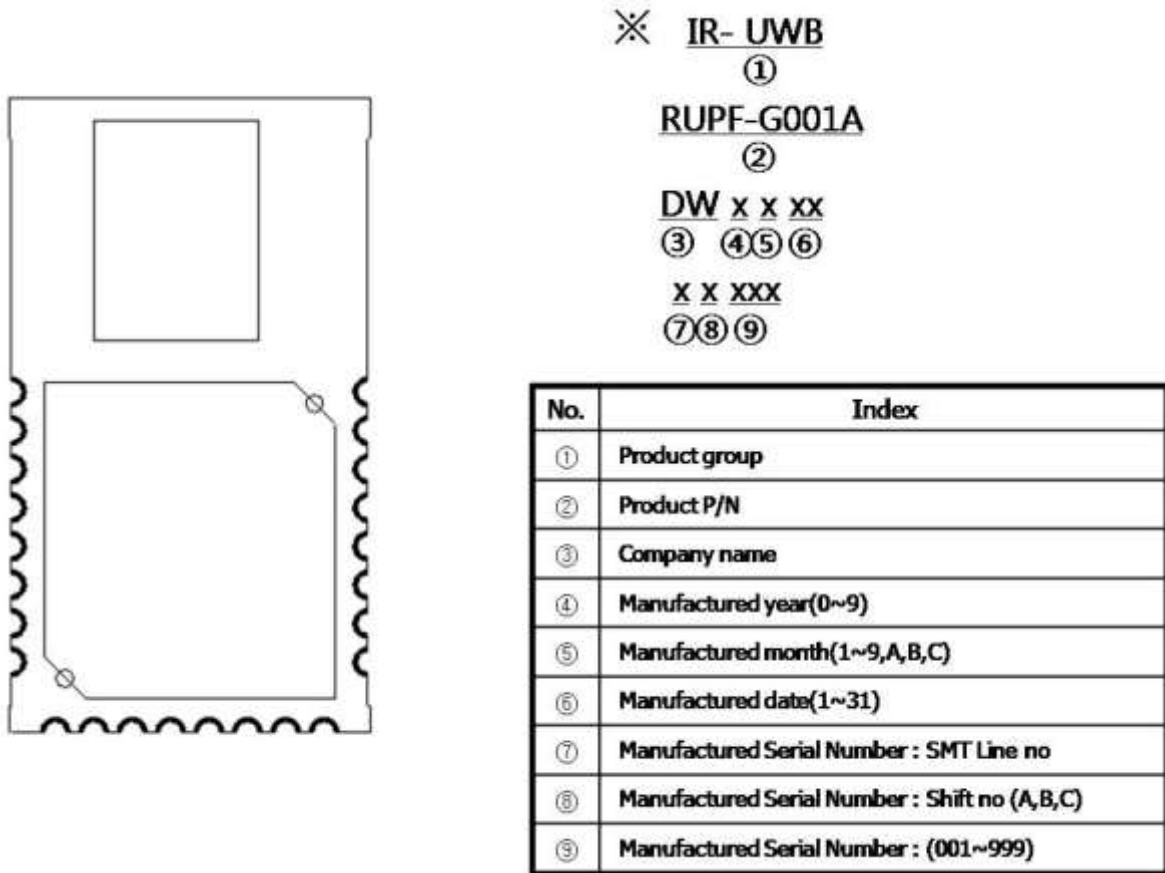 ※ IR- UWB
①
RUPF-G001A
②
DW x x xx
③ ④⑤⑥
x x xxx
⑦⑧⑨
No. Index
① Product group
② Product P/N
③ Company name
④ Manufactured year(0~9)
⑤ Manufactured month(1~9,A,B,C)
⑥ Manufactured date(1~31)
⑦ Manufactured Serial Number : SMT Line no
⑧ Manufactured Serial Number : Shift no (A,B,C)
⑨ Manufactured Serial Number : (001~999)